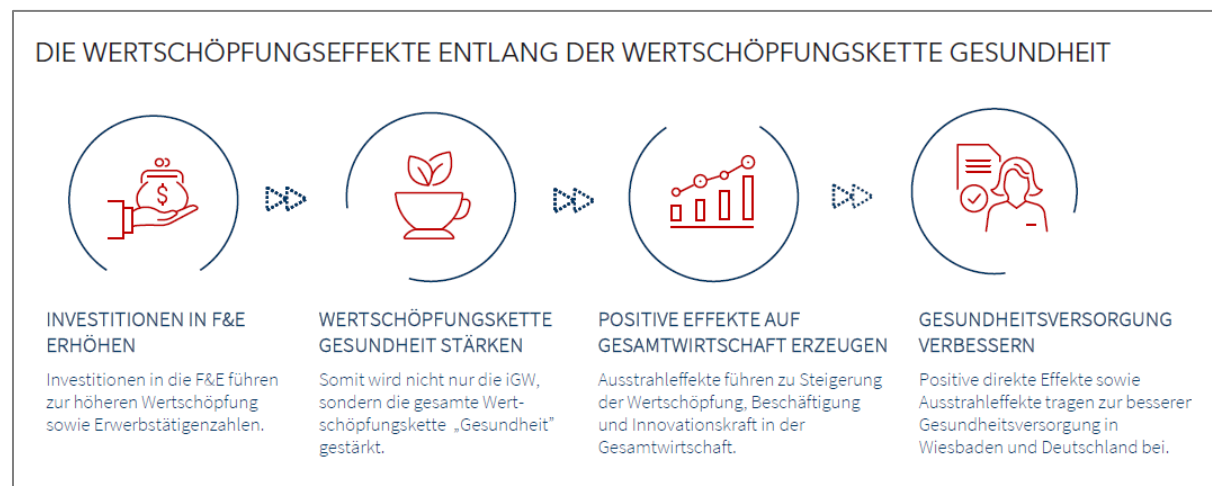 DIE WERTSCHÖPFUNGSEFFEKTE ENTLANG DER WERTSCHÖPFUNGSKETTE GESUNDHEIT
$
INVESTITIONEN IN F&E
ERHÖHEN
Investitionen in die F&E führen
zur höheren Wertschöpfung
sowie Erwerbstätigenzahlen.
WERTSCHÖPFUNGSKETTE
GESUNDHEIT STÄRKEN
Somit wird nicht nur die iGW,
sondern die gesamte Wert-
schöpfungskette „Gesundheit”
gestärkt.
POSITIVE EFFEKTE AUF
GESAMTWIRTSCHAFT ERZEUGEN
Ausstrahleffekte führen zu Steigerung
der Wertschöpfung, Beschäftigung
und Innovationskraft in der
Gesamtwirtschaft.
GESUNDHEITSVERSORGUNG
VERBESSERN
Positive direkte Effekte sowie
Ausstrahleffekte tragen zur besserer
Gesundheitsversorgung in
Wiesbaden und Deutschland bei.